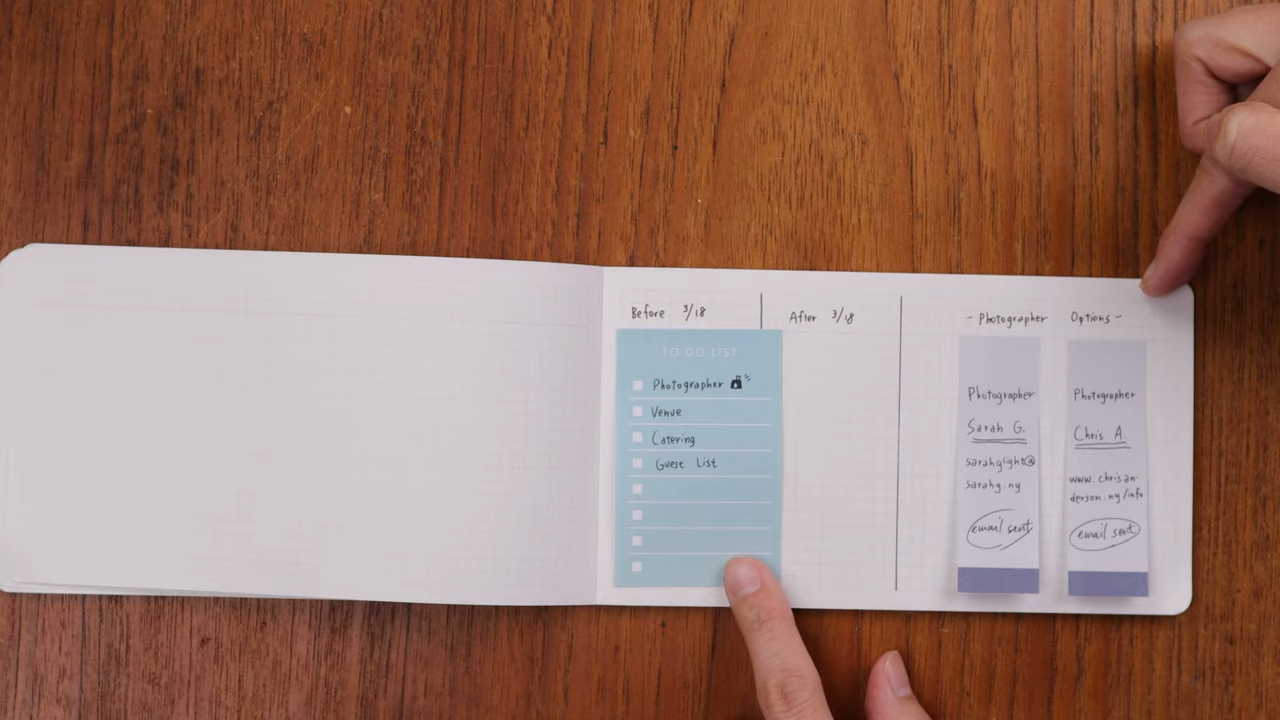 Before 3/18
After 3/18
- Photographer Options -
TO DO LIST
Photographer
Venue
Catering
Guest List
Photographer
Sarah G.
sarahglight@
sarahg.ny
email sent
Photographer
Chris A.
www.chrisan-
derson.ny/info
email sent